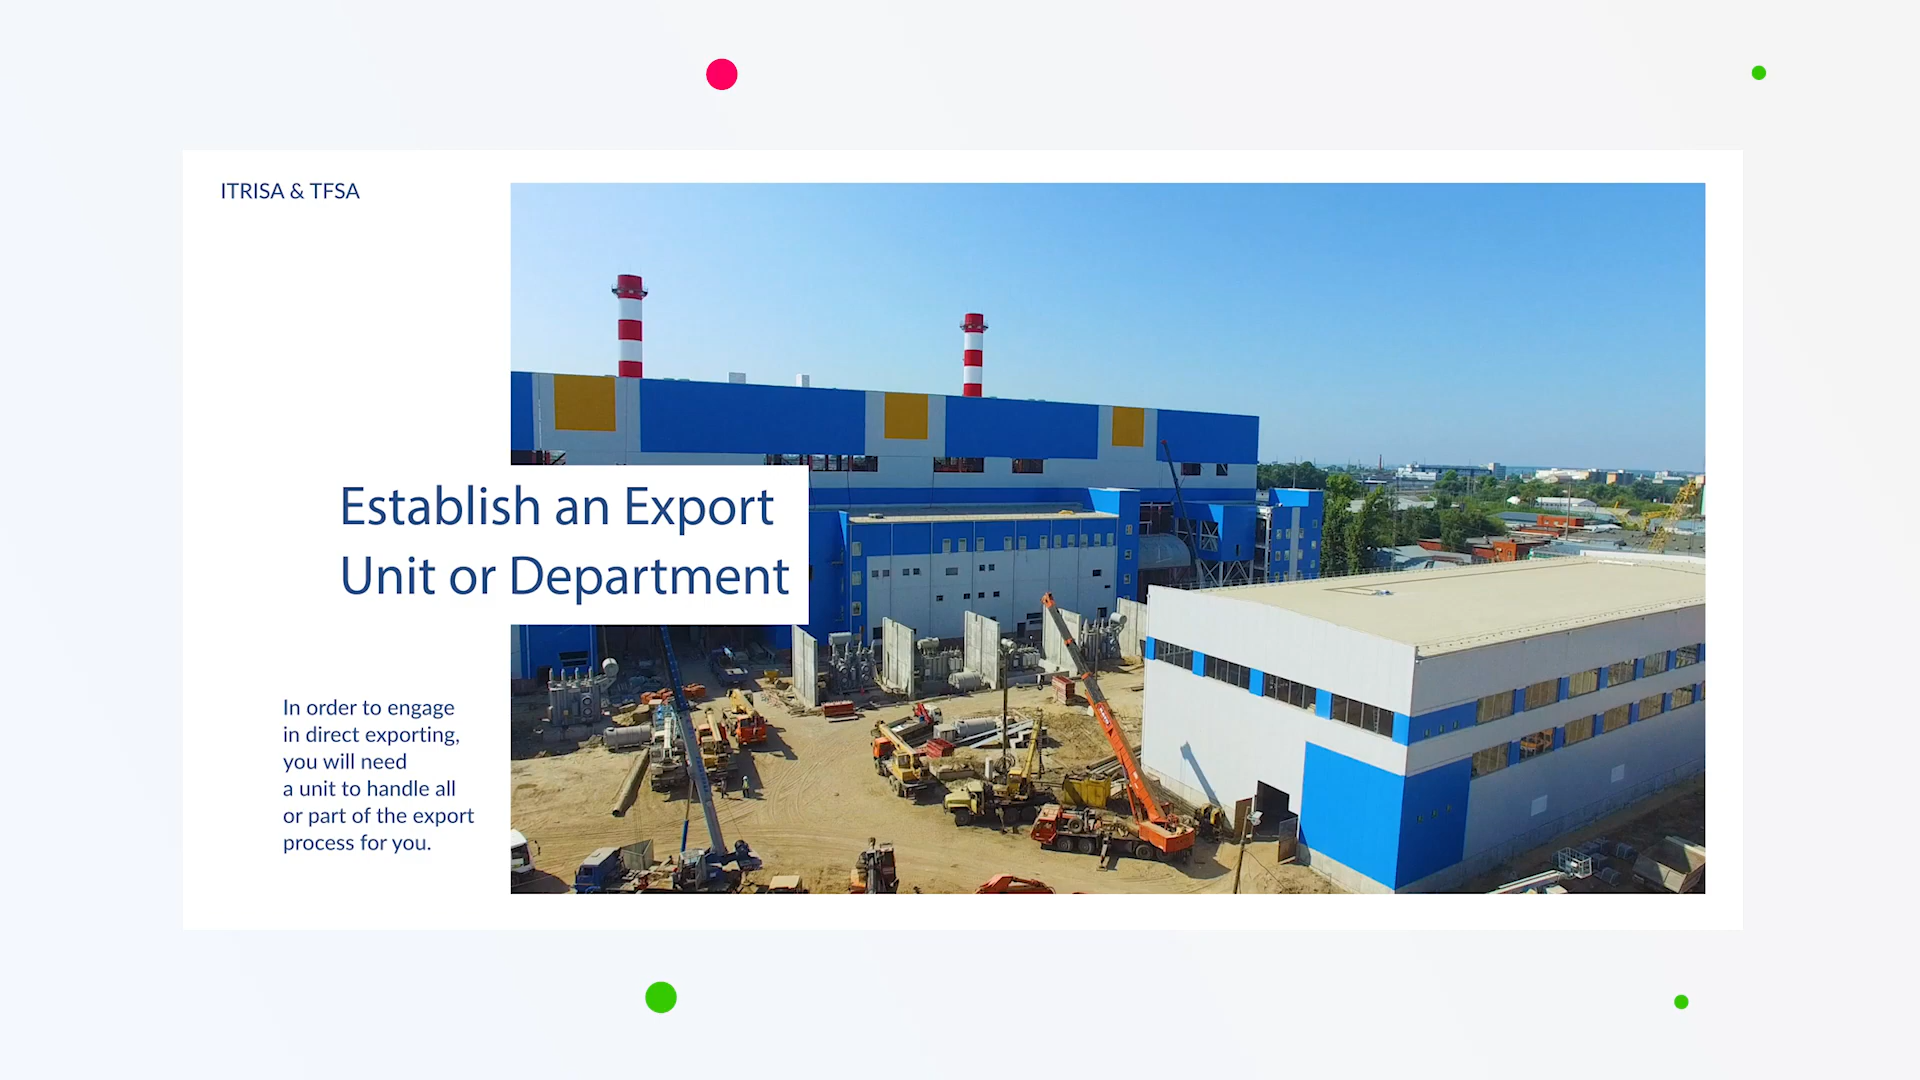 ITRISA & TFSA
Establish an Export
Unit or Department
In order to engage
in direct exporting,
you will need
a unit to handle all
or part of the export
process for you.